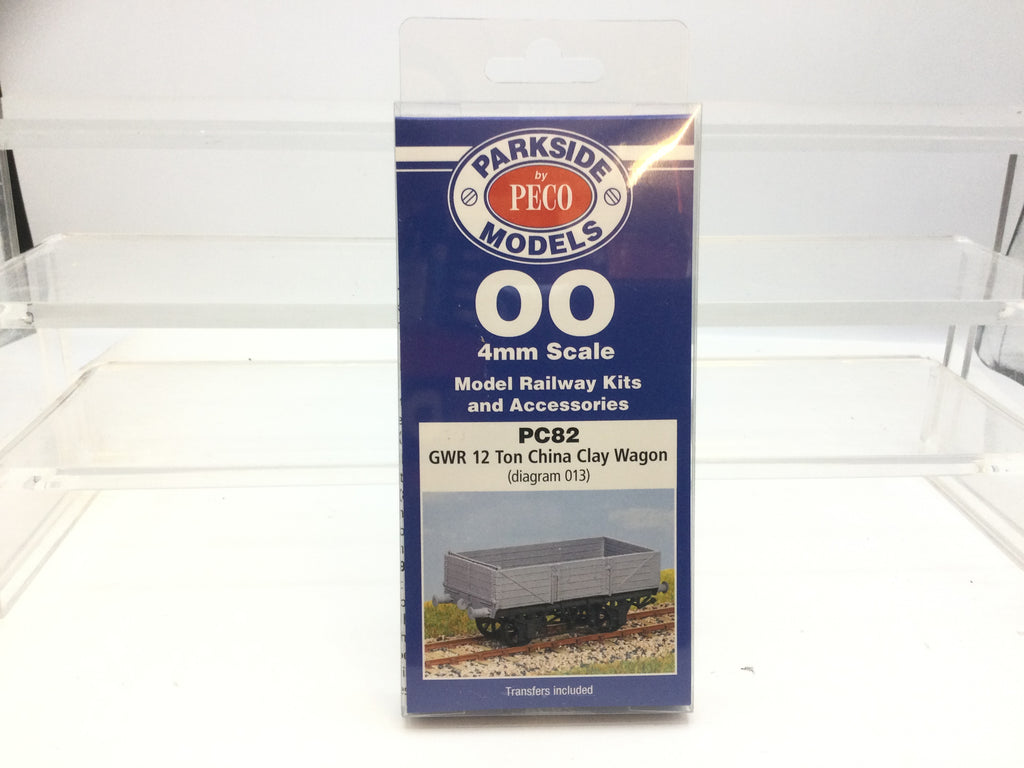 PARKSIDE
by
PECO
MODELS
OO
4mm Scale
Model Railway Kits
and Accessories
PC82
GWR 12 Ton China Clay Wagon
(diagram 013)
Transfers included